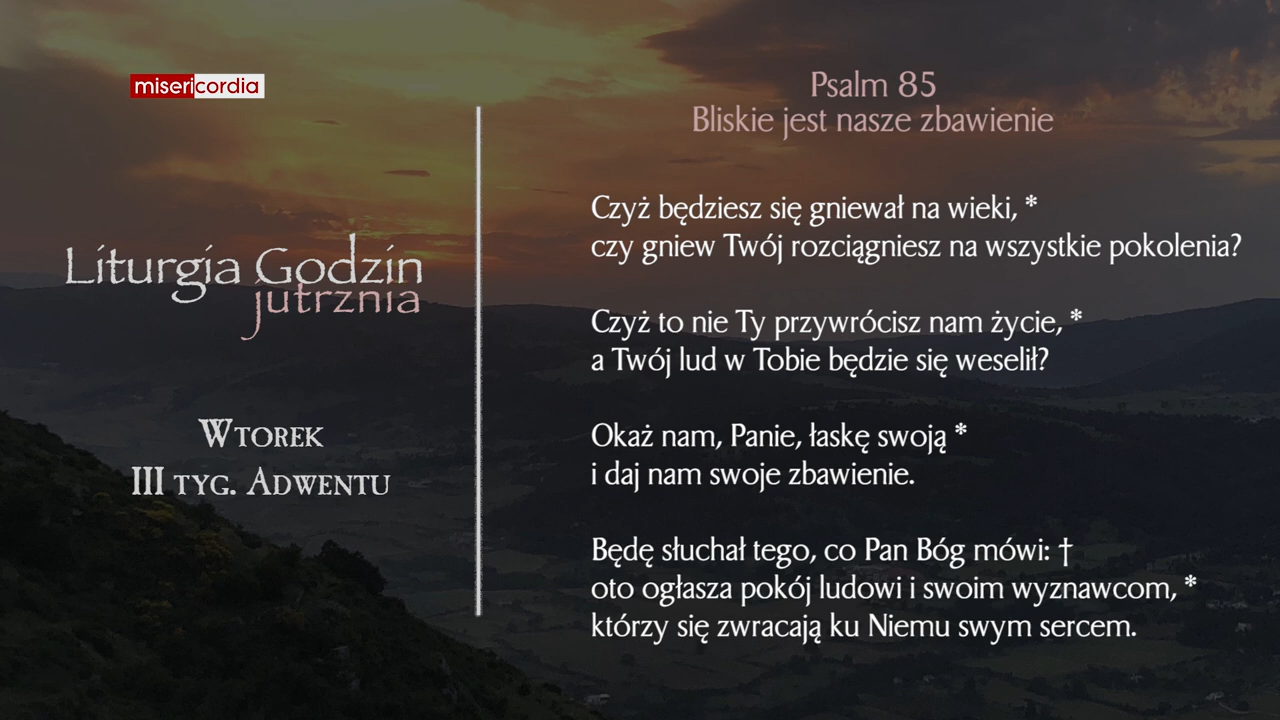 misericordia
Liturgia Godzin
jutrznia
Wtorek
III tyg. Adwentu
Psalm 85
Bliskie jest nasze zbawienie
Czyż będziesz się gniewał na wieki, *
czy gniew Twój rozciągniesz na wszystkie pokolenia?
Czyż to nie Ty przywrócisz nam życie, *
a Twój lud w Tobie będzie się weselił?
Okaż nam, Panie, łaskę swoją *
i daj nam swoje zbawienie.
Będę słuchał tego, co Pan Bóg mówi: †
oto ogłasza pokój ludowi i swoim wyznawcom, *
którzy się zwracają ku Niemu swym sercem.